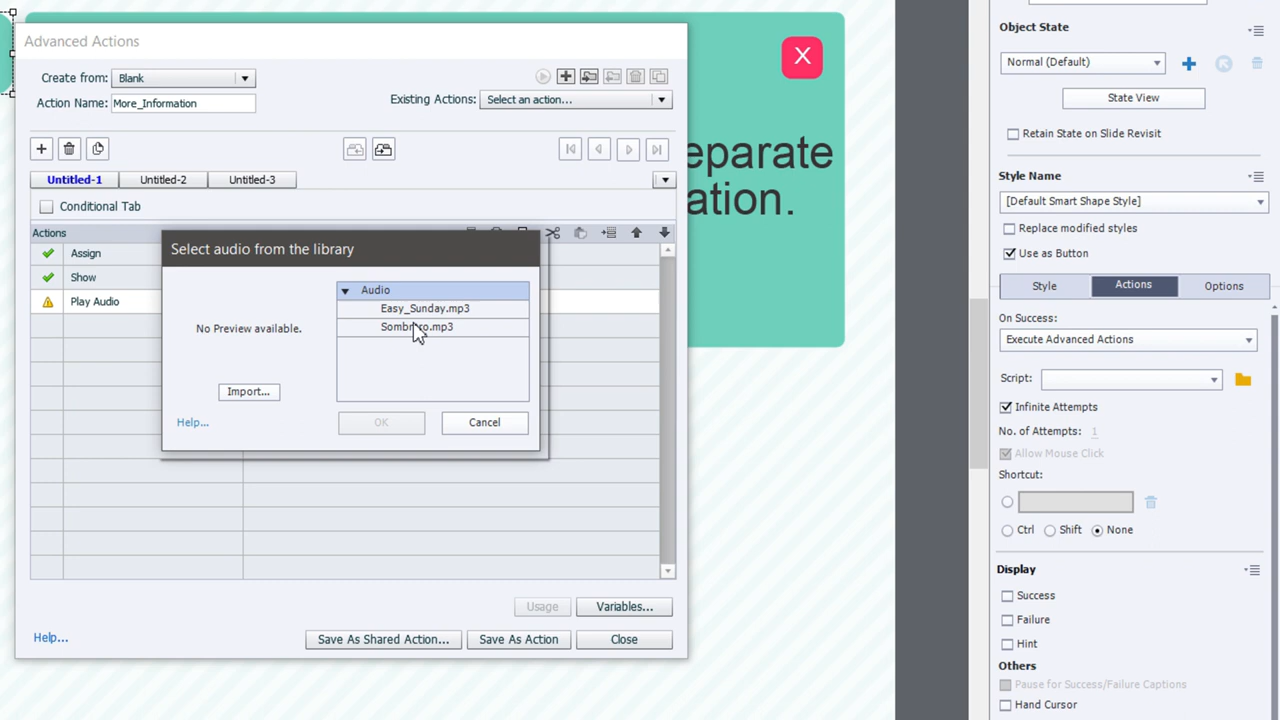 Advanced Actions
Create from: Blank
Action Name: More_Information
Existing Actions: Select an action...
Untitled-1 Untitled-2 Untitled-3
Conditional Tab
Actions
Assign
Show
Play Audio
Select audio from the library
Audio
Easy_Sunday.mp3
No Preview available.
Import...
Help...
OK Cancel
Usage Variables...
Help...
Save As Shared Action... Save As Action Close
X
eparate
ation.
Object State
Normal (Default)
State View
Retain State on Slide Revisit
Style Name
[Default Smart Shape Style]
Replace modified styles
Use as Button
Style Actions Options
On Success:
Execute Advanced Actions
Script:
Infinite Attempts
No. of Attempts: 1
Allow Mouse Click
Shortcut:
Ctrl Shift None
Display
Success
Failure
Hint
Others
Pause for Success/Failure Captions
Hand Cursor